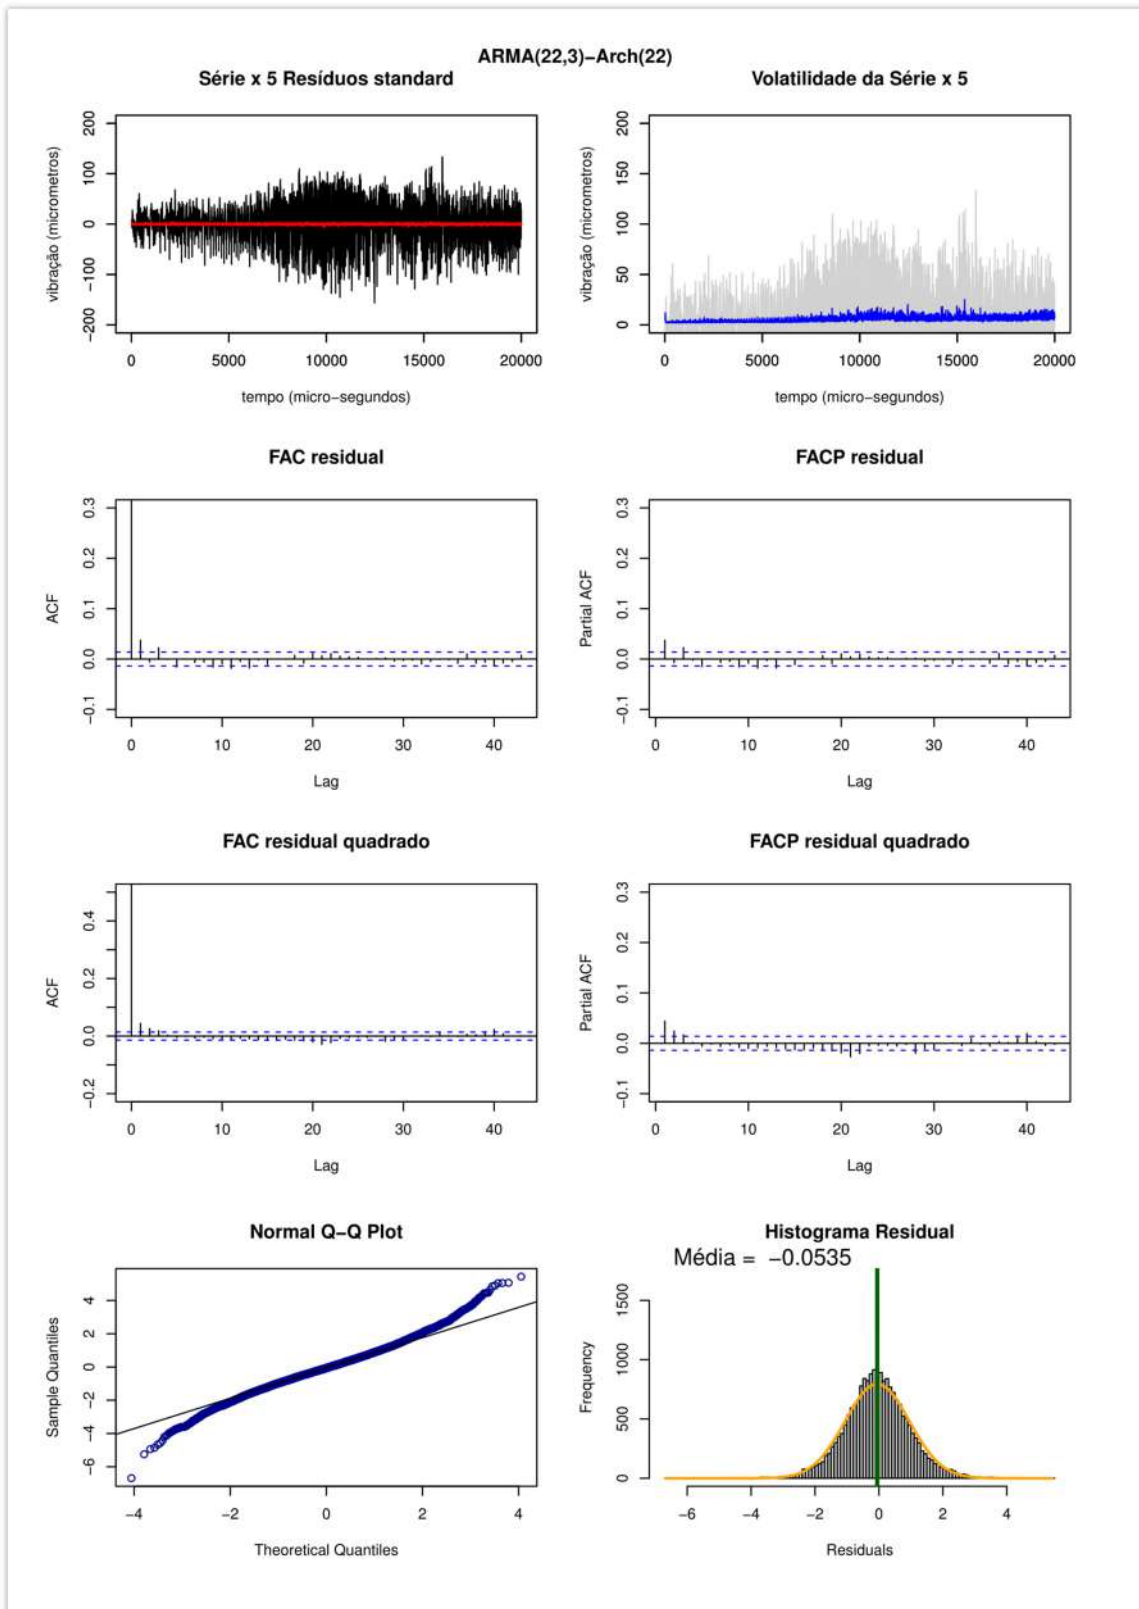 ARMA(22,3)−Arch(22)
Série x 5 Resíduos standard
Volatilidade da Série x 5
vibração (micrometros)
200
100
0
−100
−200
0 5000 10000 15000 20000
tempo (micro−segundos)
vibração (micrometros)
200
150
100
50
0
0 5000 10000 15000 20000
tempo (micro−segundos)
FAC residual
ACF
0.3
0.2
0.1
0.0
−0.1
0 10 20 30 40
Lag
FACP residual
Partial ACF
0.3
0.2
0.1
0.0
−0.1
0 10 20 30 40
Lag
FAC residual quadrado
ACF
0.4
0.2
0.0
−0.2
0 10 20 30 40
Lag
FACP residual quadrado
Partial ACF
0.3
0.2
0.1
0.0
−0.1
0 10 20 30 40
Lag
Normal Q−Q Plot
Sample Quantiles
4
2
0
−2
−4
−6
−4 −2 0 2 4
Theoretical Quantiles
Histograma Residual
Média = −0.0535
Frequency
1500
1000
500
0
−6 −4 −2 0 2 4
Residuals